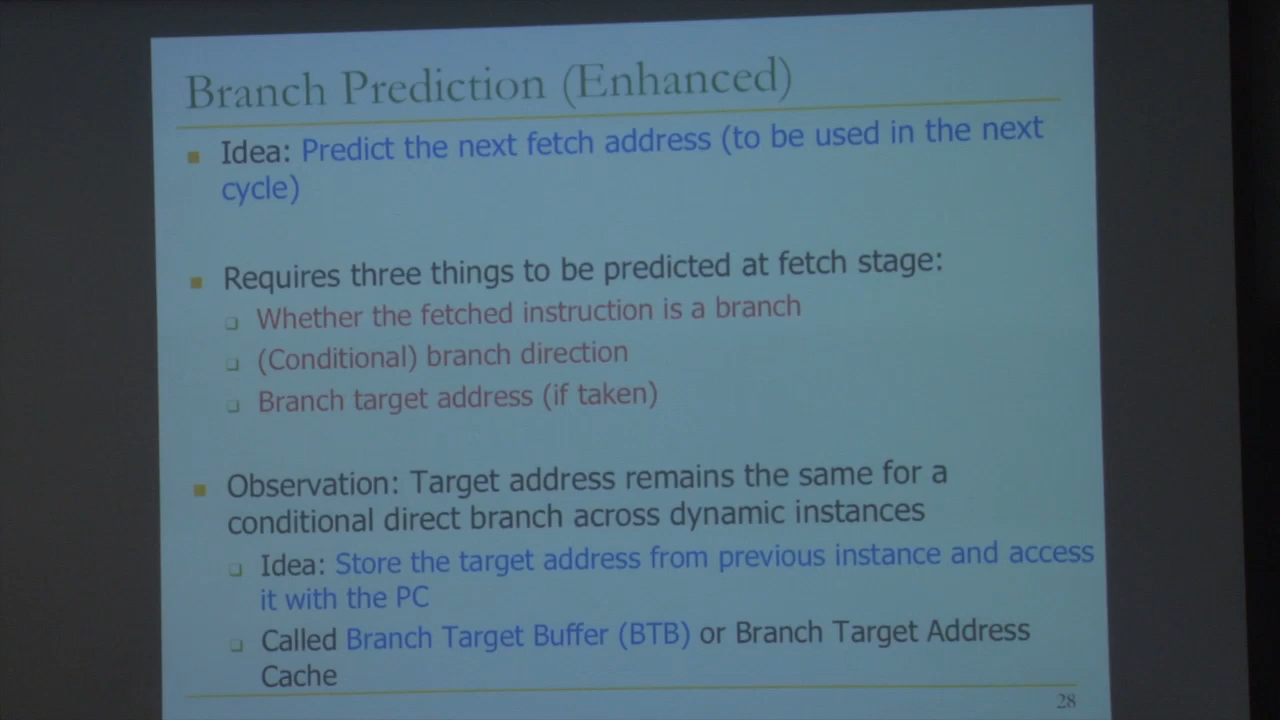 Branch Prediction (Enhanced)
Idea: Predict the next fetch address (to be used in the next
cycle)
Requires three things to be predicted at fetch stage:
Whether the fetched instruction is a branch
(Conditional) branch direction
Branch target address (if taken)
Observation: Target address remains the same for a
conditional direct branch across dynamic instances
Idea: Store the target address from previous instance and access
it with the PC
Called Branch Target Buffer (BTB) or Branch Target Address
Cache
28